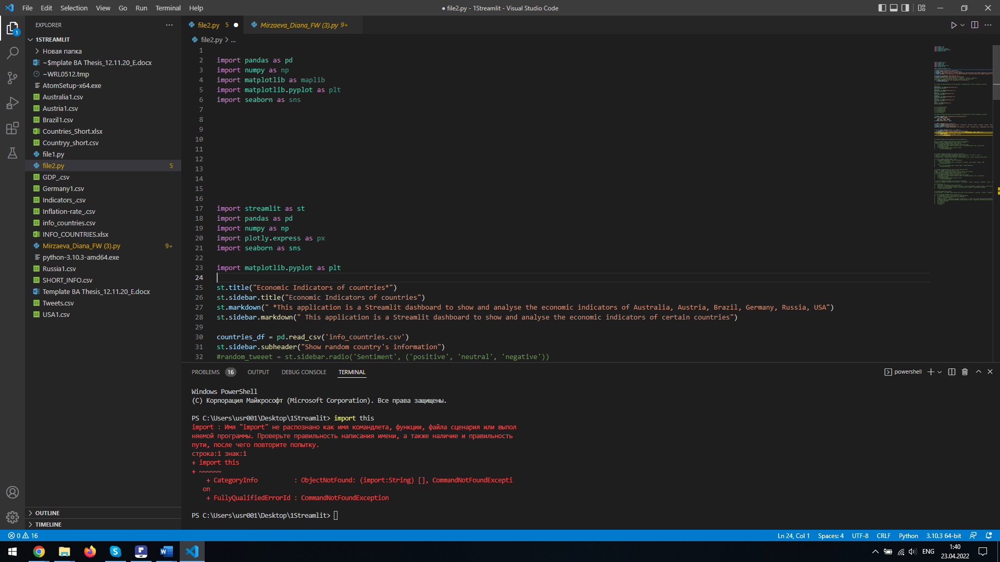 File Edit Selection View Go Run Terminal Help
● file2.py - 1Streamlit - Visual Studio Code
EXPLORER
1STREAMLIT
Новая папка
~$mplate BA Thesis_12.11.20_E.docx
~WRL0512.tmp
AtomSetup-x64.exe
Australia1.csv
Austria1.csv
Brazil1.csv
Countries_Short.xlsx
Countryy_short.csv
file1.py
file2.py 5
GDP_.csv
Germany1.csv
Indicators_.csv
Inflation-rate_.csv
info_countries.csv
INFO_COUNTRIES.xlsx
Mirzaeva_Diana_FW (3).py 9+
python-3.10.3-amd64.exe
Russia1.csv
SHORT_INFO.csv
Template BA Thesis_12.11.20_E.docx
Tweets.csv
USA1.csv
OUTLINE
TIMELINE
1
file2.py 5 ● Mirzaeva_Diana_FW (3).py 9+
file2.py > ...
1
2 import pandas as pd
3 import numpy as np
4 import matplotlib as maplib
5 import matplotlib.pyplot as plt
6 import seaborn as sns
7
8
9
10
11
12
13
14
15
16
17 import streamlit as st
18 import pandas as pd
19 import numpy as np
20 import plotly.express as px
21 import seaborn as sns
22
23 import matplotlib.pyplot as plt
24
25 st.title("Economic Indicators of countries*")
26 st.sidebar.title("Economic Indicators of countries")
27 st.markdown(" *This application is a Streamlit dashboard to show and analyse the economic indicators of Australia, Austria, Brazil, Germany, Russia, USA")
28 st.sidebar.markdown(" This application is a Streamlit dashboard to show and analyse the economic indicators of certain countries")
29
30 countries_df = pd.read_csv('info_countries.csv')
31 st.sidebar.subheader("Show random country's information")
32 #random_tweeet = st.sidebar.radio('Sentiment', ('positive', 'neutral', 'negative'))
PROBLEMS 16 OUTPUT DEBUG CONSOLE TERMINAL
powershell
Windows PowerShell
(C) Корпорация Майкрософт (Microsoft Corporation). Все права защищены.
PS C:\Users\usr001\Desktop\1Streamlit> import this
import : Имя "import" не распознано как имя командлета, функции, файла сценария или выпол
няемой программы. Проверьте правильность написания имени, а также наличие и правильность
пути, после чего повторите попытку.
строка:1 знак:1
+ import this
+ ~~~~~~
+ CategoryInfo : ObjectNotFound: (import:String) [], CommandNotFoundExcepti
on
+ FullyQualifiedErrorId : CommandNotFoundException
PS C:\Users\usr001\Desktop\1Streamlit>
0 16
Ln 24, Col 1 Spaces: 4 UTF-8 CRLF Python 3.10.3 64-bit
ENG
1:40
23.04.2022